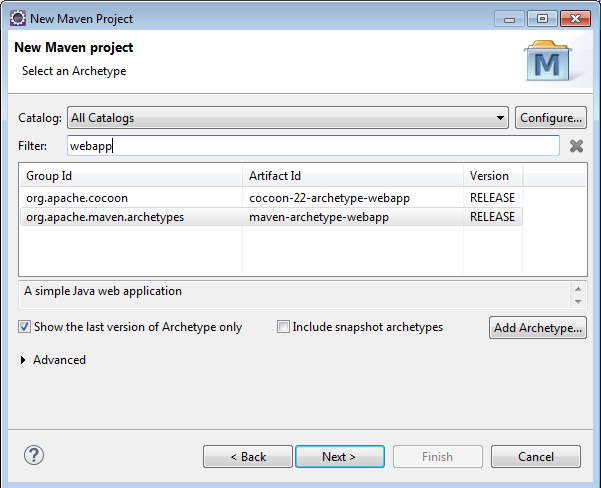 New Maven Project
New Maven project
Select an Archetype
M
Catalog: All Catalogs Configure...
Filter: webapp
Group Id Artifact Id Version
org.apache.cocoon cocoon-22-archetype-webapp RELEASE
org.apache.maven.archetypes maven-archetype-webapp RELEASE
A simple Java web application
Show the last version of Archetype only Include snapshot archetypes Add Archetype...
Advanced
? < Back Next > Finish Cancel